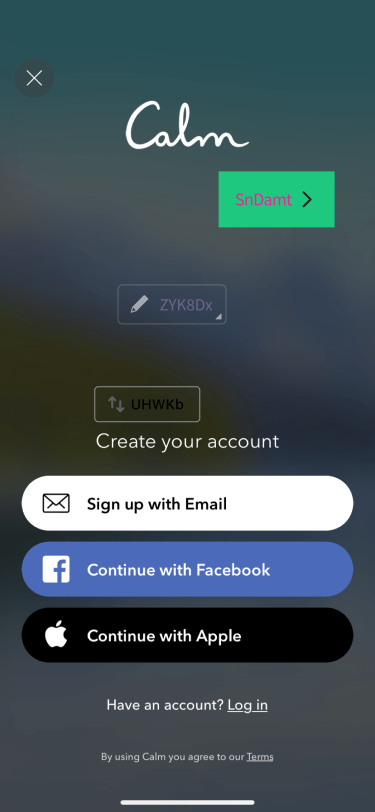 Calm
SnDamt
ZYK8Dx
UHWKb
Create your account
Sign up with Email
Continue with Facebook
Continue with Apple
Have an account? Log in
By using Calm you agree to our Terms